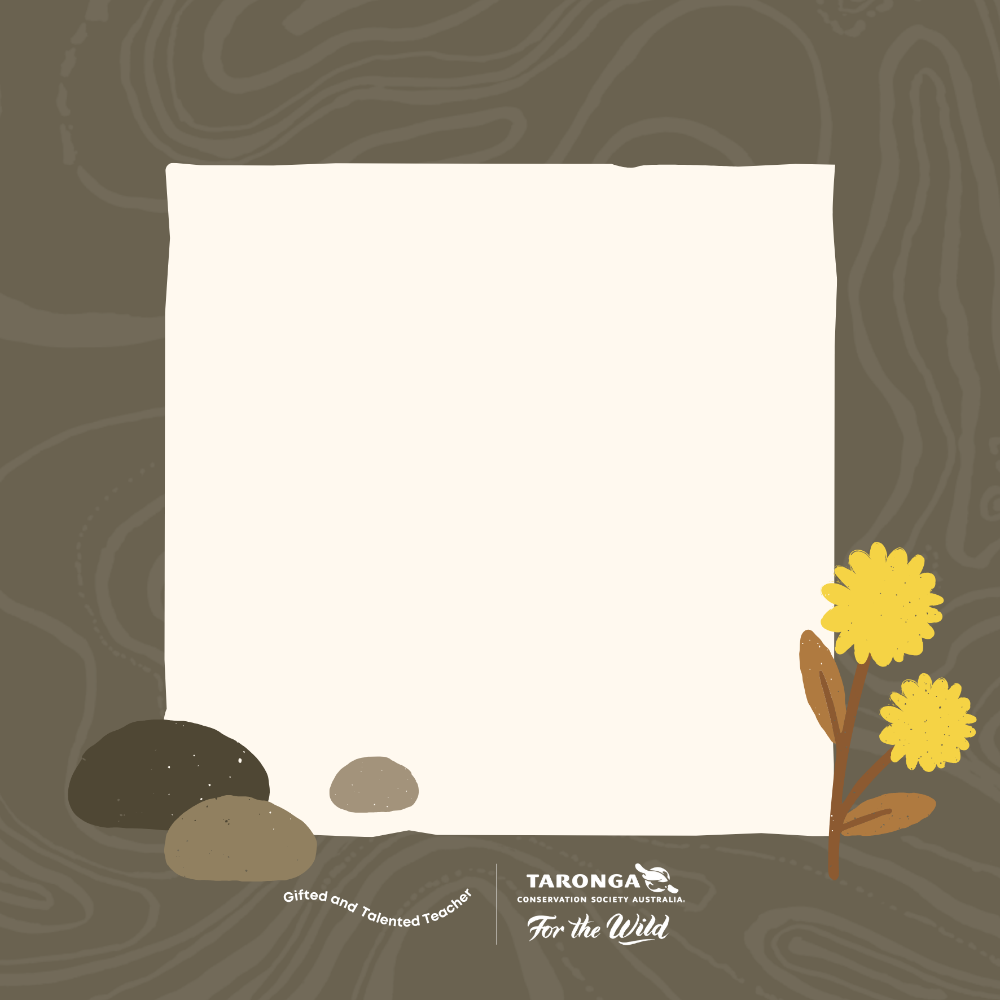 Gifted and Talented Teacher
TARONGA
CONSERVATION SOCIETY AUSTRALIA®
For the Wild